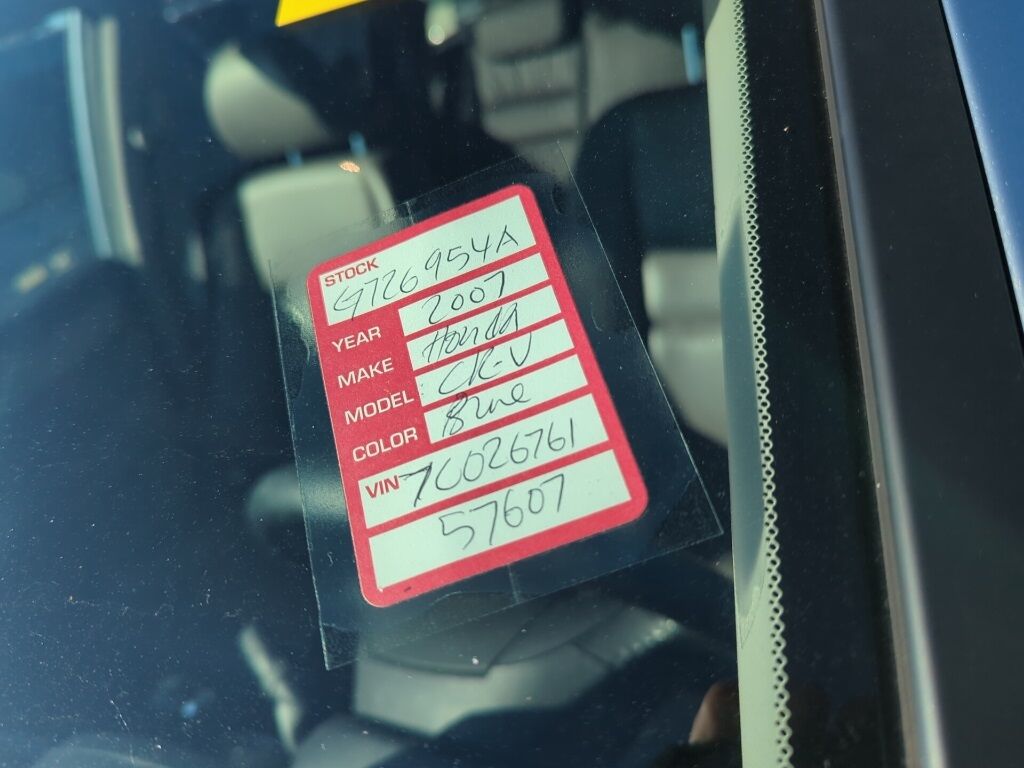 STOCK
G726954A
YEAR 2007
MAKE Honda
MODEL CR-V
COLOR Blue
VIN 7C026761
57607